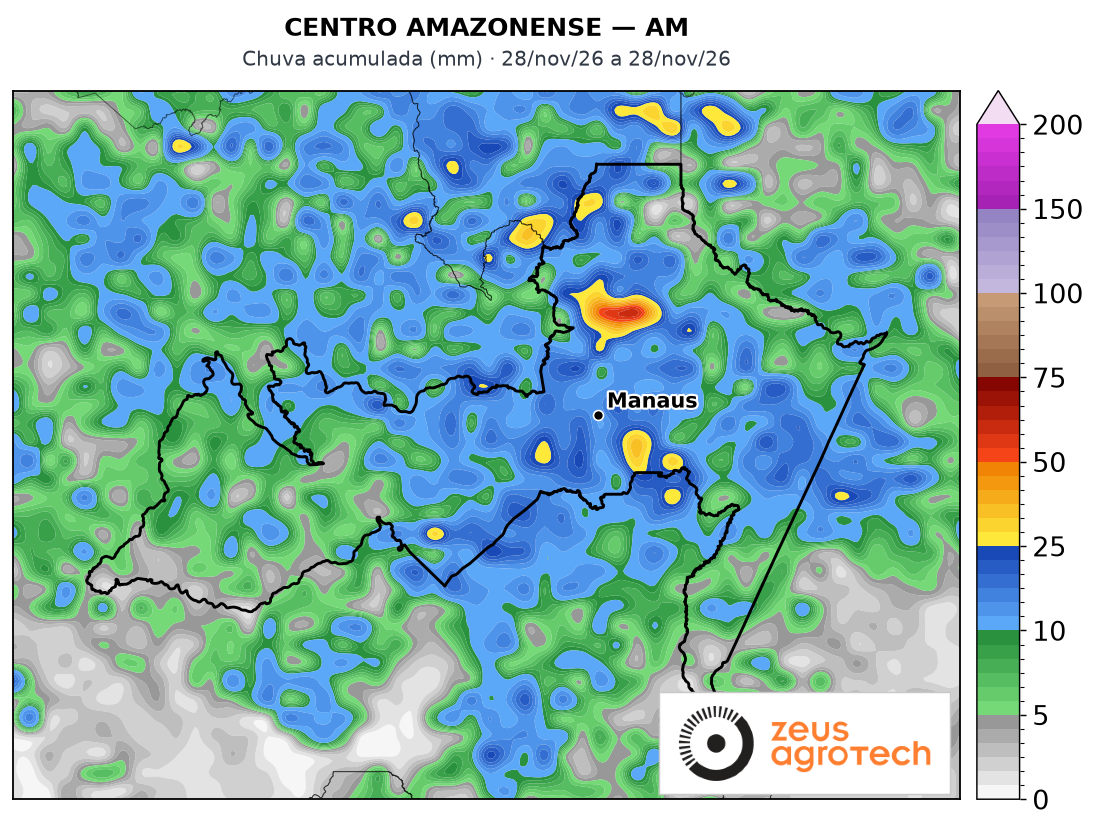 CENTRO AMAZONENSE — AM
Chuva acumulada (mm) · 28/nov/26 a 28/nov/26
200
150
100
75
50
25
10
5
0
Manaus
zeus
agrotech